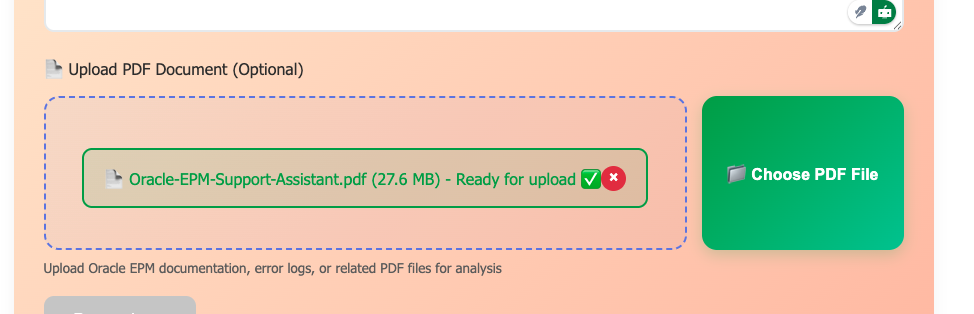 Upload PDF Document (Optional)
Oracle-EPM-Support-Assistant.pdf (27.6 MB) - Ready for upload
Choose PDF File
Upload Oracle EPM documentation, error logs, or related PDF files for analysis